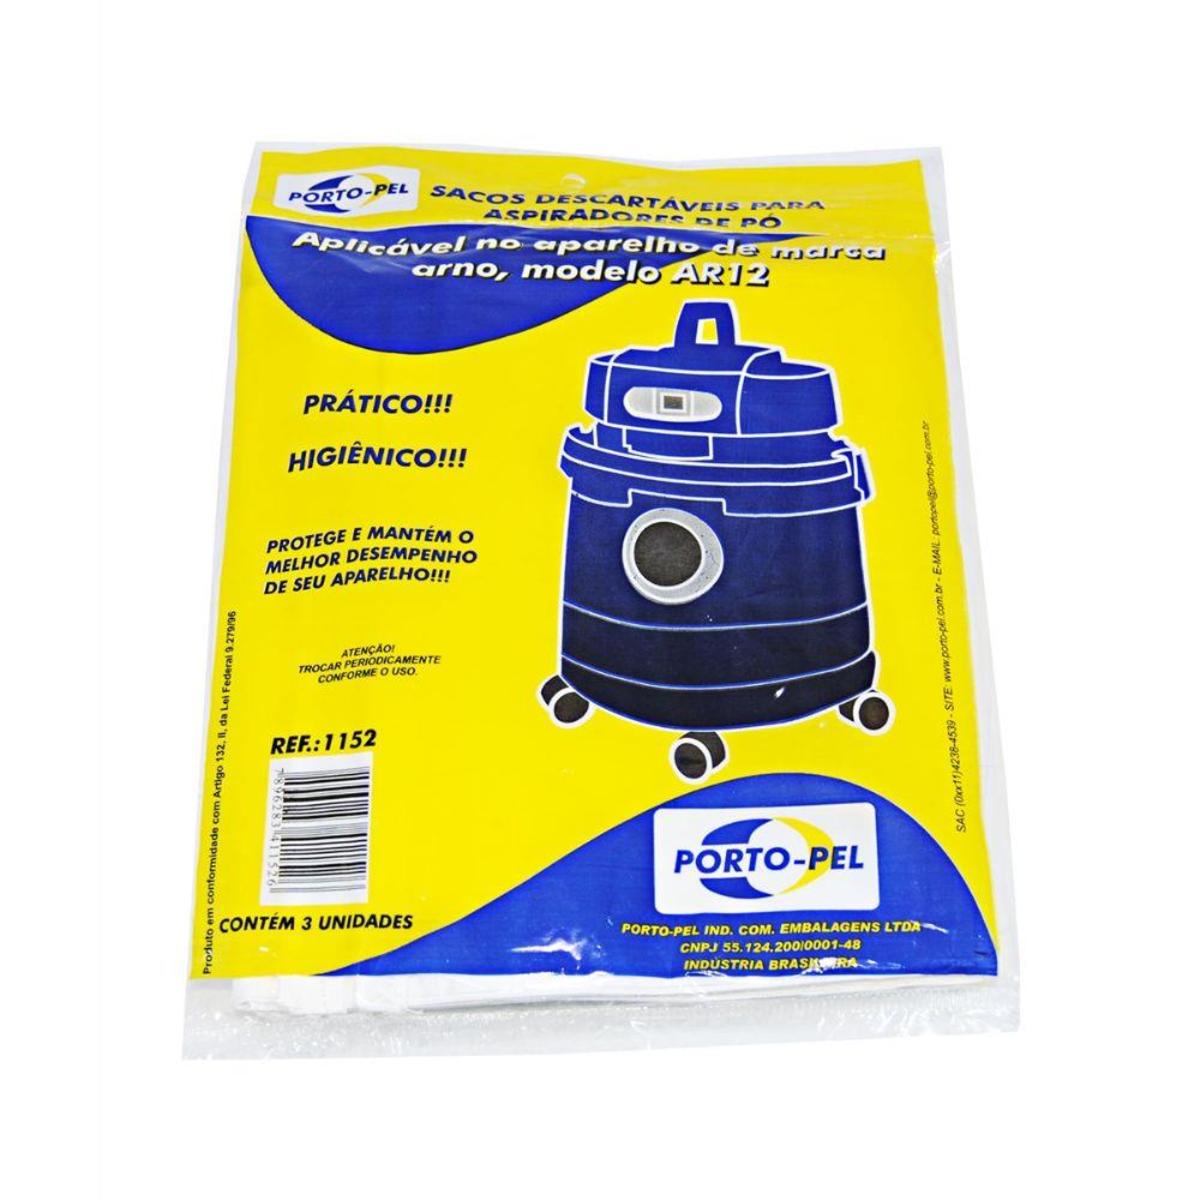 PORTO-PEL
SACOS DESCARTÁVEIS PARA
ASPIRADORES DE PÓ
Aplicável no aparelho de marca
arno, modelo AR12
PRÁTICO!!!
HIGIÊNICO!!!
PROTEGE E MANTÉM O
MELHOR DESEMPENHO
DE SEU APARELHO!!!
ATENÇÃO!
TROCAR PERIODICAMENTE
CONFORME O USO.
REF.:1152
7896283411526
CONTÉM 3 UNIDADES
Produto em conformidade com Artigo 132, II, da Lei Federal 9.279/96
SAC (0xx11)4238-4539 - SITE: www.porto-pel.com.br - E-MAIL: portopel@porto-pel.com.br
PORTO-PEL
PORTO-PEL IND. COM. EMBALAGENS LTDA
CNPJ 55.124.200/0001-48
INDÚSTRIA BRASILEIRA